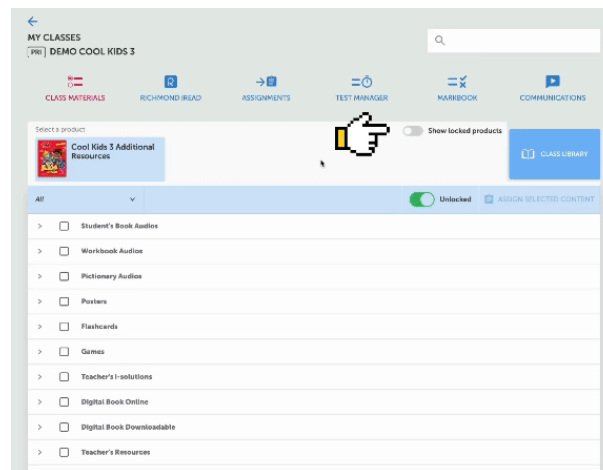 MY CLASSES
PRI DEMO COOL KIDS 3
CLASS MATERIALS
R
RICHMOND IREAD
ASSIGNMENTS
TEST MANAGER
MARKBOOK
COMMUNICATIONS
Select a product
Cool Kids 3 Additional
Resources
Show locked products
CLASS LIBRARY
All
Unlocked
ASSIGN SELECTED CONTENT
Student's Book Audios
Workbook Audios
Pictionary Audios
Posters
Flashcards
Games
Teacher's i-solutions
Digital Book Online
Digital Book Downloadable
Teacher's Resources